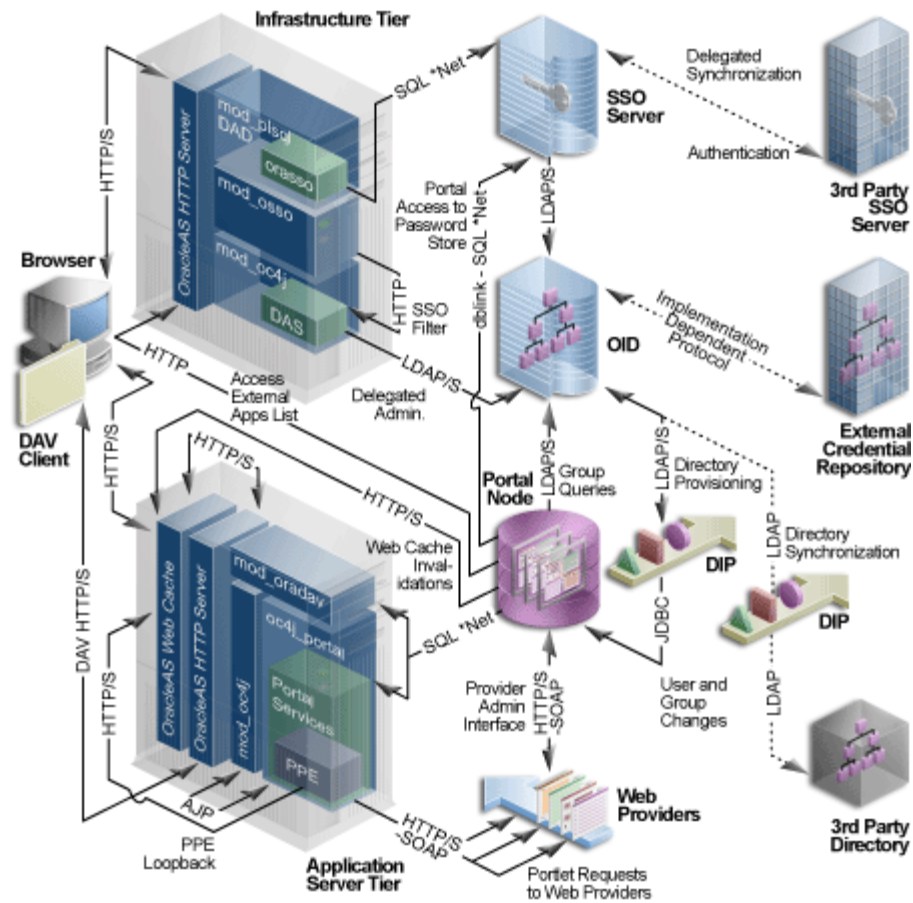 Infrastructure Tier
OracleAS HTTP Server
mod_plsql
DAD
orasso
mod_osso
mod_oc4j
DAS
HTTP/S
SQL *Net
SSO
Server
Delegated
Synchronization
Authentication
3rd Party
SSO
Server
Portal
Access to
Password
Store
dblink - SQL *Net
LDAP/S
Browser
DAV
Client
HTTP
SSO
Filter
LDAP/S
Delegated
Admin.
OID
Implementation
Dependent
Protocol
External
Credential
Repository
HTTP
Access
External
Apps List
HTTP/S
HTTP/S
HTTP/S
LDAP/S
Group
Queries
Portal
Node
LDAP/S
Directory
Provisioning
DIP
LDAP
Directory
Synchronization
DIP
Web Cache
Inval-
idations
SQL *Net
JDBC
User and
Group
Changes
LDAP
3rd Party
Directory
DAV HTTP/S
HTTP/S
OracleAS Web Cache
OracleAS HTTP Server
mod_oc4j
mod_oradav
oc4j_portal
Portal
Services
PPE
AJP
PPE
Loopback
Application
Server Tier
HTTP/S
-SOAP
Provider
Admin
Interface
HTTP/S
-SOAP
Web
Providers
Portlet Requests
to Web Providers